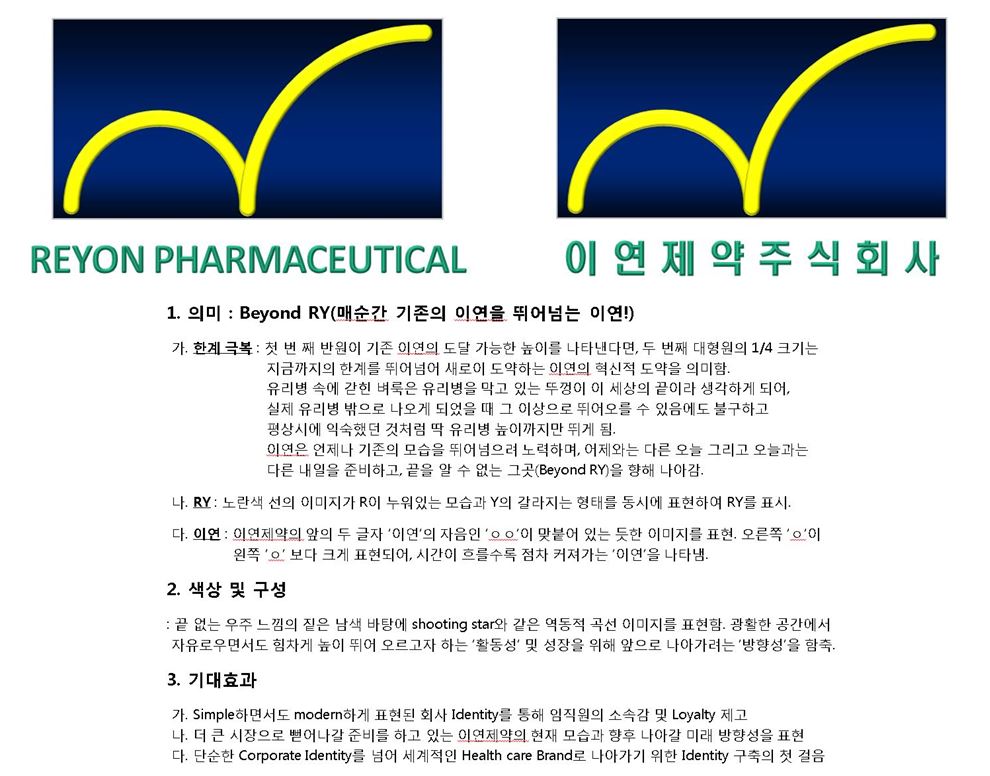 REYON PHARMACEUTICAL
이연제약주식회사
1. 의미 : Beyond RY(매순간 기존의 이연을 뛰어넘는 이연!)
가. 한계 극복 : 첫 번 째 반원이 기존 이연의 도달 가능한 높이를 나타낸다면, 두 번째 대형원의 1/4 크기는
지금까지의 한계를 뛰어넘어 새로이 도약하는 이연의 혁신적 도약을 의미함.
유리병 속에 갇힌 벼룩은 유리병을 막고 있는 뚜껑이 이 세상의 끝이라 생각하게 되어,
실제 유리병 밖으로 나오게 되었을 때 그 이상으로 뛰어오를 수 있음에도 불구하고
평상시에 익숙했던 것처럼 딱 유리병 높이까지만 뛰게 됨.
이연은 언제나 기존의 모습을 뛰어넘으려 노력하며, 어제와는 다른 오늘 그리고 오늘과는
다른 내일을 준비하고, 끝을 알 수 없는 그곳(Beyond RY)을 향해 나아감.
나. RY : 노란색 선의 이미지가 R이 누워있는 모습과 Y의 갈라지는 형태를 동시에 표현하여 RY를 표시.
다. 이연 : 이연제약의 앞의 두 글자 '이연'의 자음인 'ㅇㅇ'이 맞붙어 있는 듯한 이미지를 표현. 오른쪽 'ㅇ'이
왼쪽 'ㅇ' 보다 크게 표현되어, 시간이 흐를수록 점차 커져가는 '이연'을 나타냄.
2. 색상 및 구성
: 끝 없는 우주 느낌의 짙은 남색 바탕에 shooting star와 같은 역동적 곡선 이미지를 표현함. 광활한 공간에서
자유로우면서도 힘차게 높이 뛰어 오르고자 하는 '활동성' 및 성장을 위해 앞으로 나아가려는 '방향성'을 함축.
3. 기대효과
가. Simple하면서도 modern하게 표현된 회사 Identity를 통해 임직원의 소속감 및 Loyalty 제고
나. 더 큰 시장으로 뻗어나갈 준비를 하고 있는 이연제약의 현재 모습과 향후 나아갈 미래 방향성을 표현
다. 단순한 Corporate Identity를 넘어 세계적인 Health care Brand로 나아가기 위한 Identity 구축의 첫 걸음